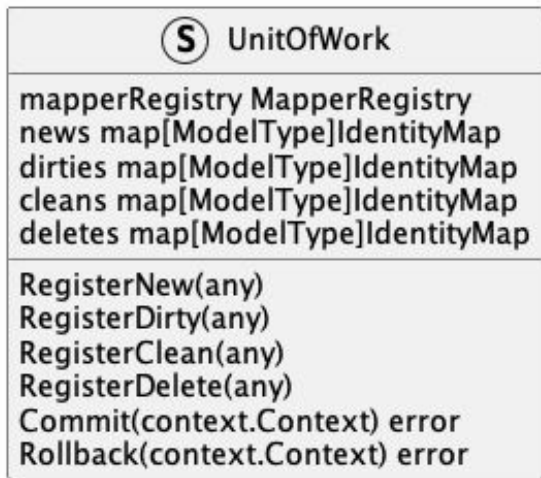 S UnitOfWork
mapperRegistry MapperRegistry
news map[ModelType]IdentityMap
dirties map[ModelType]IdentityMap
cleans map[ModelType]IdentityMap
deletes map[ModelType]IdentityMap
RegisterNew(any)
RegisterDirty(any)
RegisterClean(any)
RegisterDelete(any)
Commit(context.Context) error
Rollback(context.Context) error